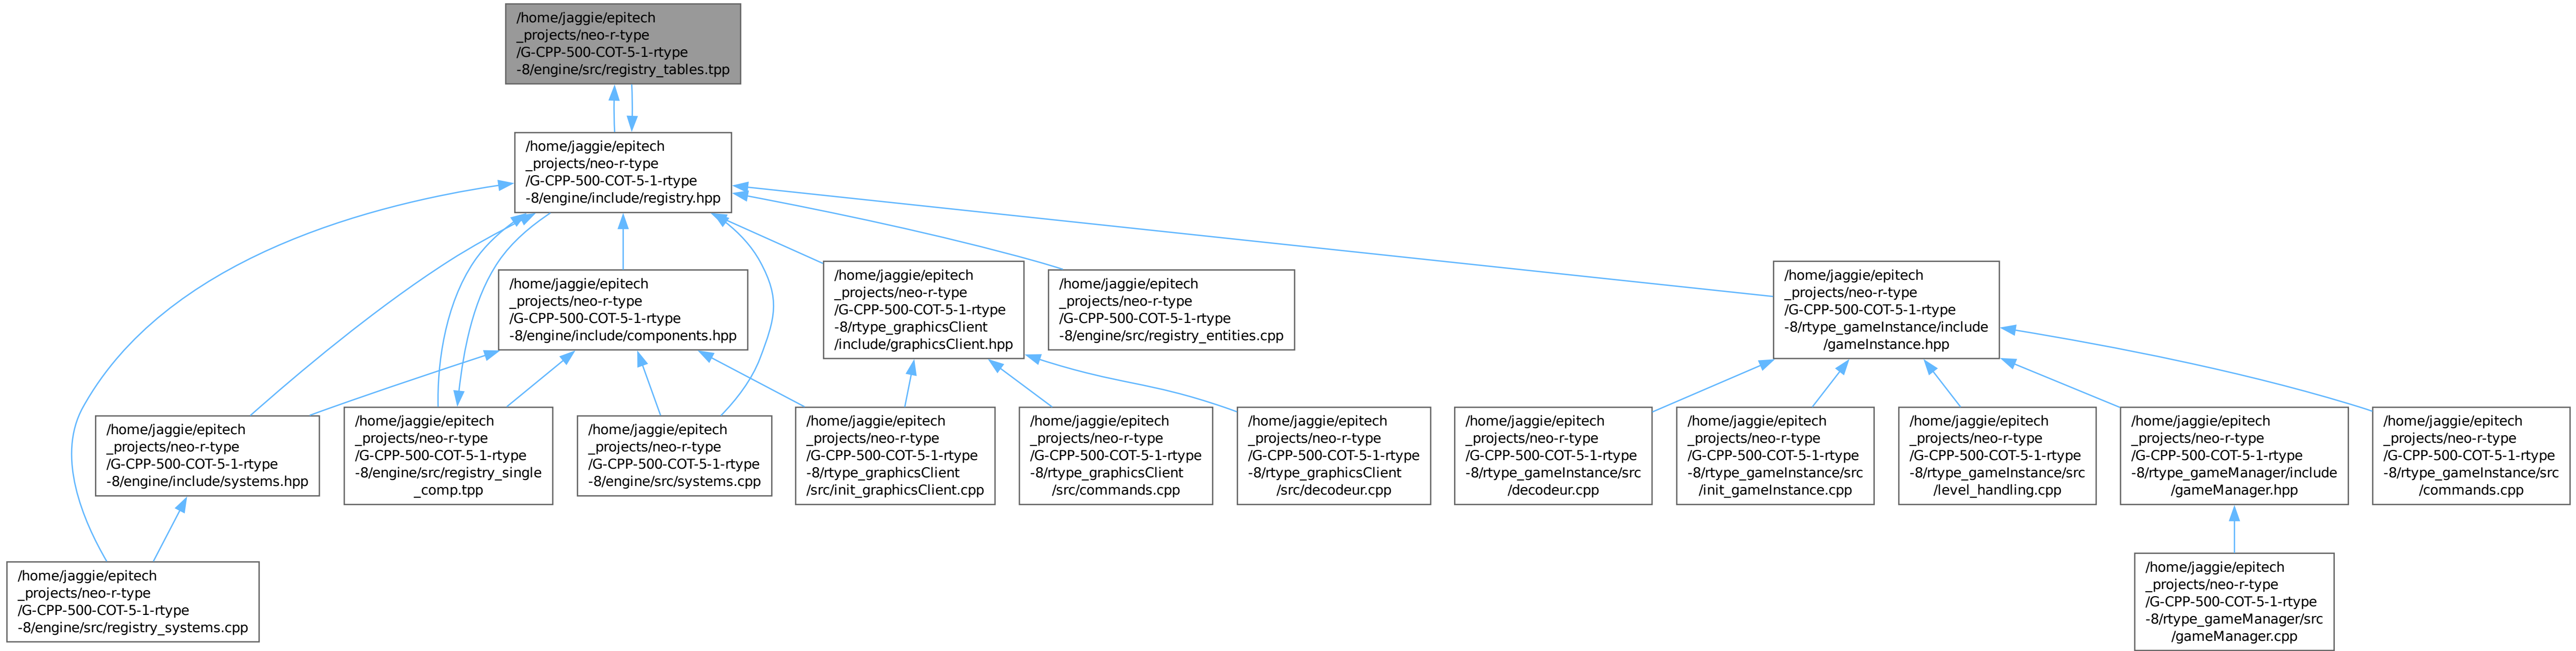 /home/jaggie/epitech
_projects/neo-r-type
/G-CPP-500-COT-5-1-rtype
-8/engine/src/registry_tables.tpp
/home/jaggie/epitech
_projects/neo-r-type
/G-CPP-500-COT-5-1-rtype
-8/engine/include/registry.hpp
/home/jaggie/epitech
_projects/neo-r-type
/G-CPP-500-COT-5-1-rtype
-8/engine/include/components.hpp
/home/jaggie/epitech
_projects/neo-r-type
/G-CPP-500-COT-5-1-rtype
-8/rtype_graphicsClient
/include/graphicsClient.hpp
/home/jaggie/epitech
_projects/neo-r-type
/G-CPP-500-COT-5-1-rtype
-8/engine/src/registry_entities.cpp
/home/jaggie/epitech
_projects/neo-r-type
/G-CPP-500-COT-5-1-rtype
-8/rtype_gameInstance/include
/gameInstance.hpp
/home/jaggie/epitech
_projects/neo-r-type
/G-CPP-500-COT-5-1-rtype
-8/engine/include/systems.hpp
/home/jaggie/epitech
_projects/neo-r-type
/G-CPP-500-COT-5-1-rtype
-8/engine/src/registry_single
_comp.tpp
/home/jaggie/epitech
_projects/neo-r-type
/G-CPP-500-COT-5-1-rtype
-8/engine/src/systems.cpp
/home/jaggie/epitech
_projects/neo-r-type
/G-CPP-500-COT-5-1-rtype
-8/rtype_graphicsClient
/src/init_graphicsClient.cpp
/home/jaggie/epitech
_projects/neo-r-type
/G-CPP-500-COT-5-1-rtype
-8/rtype_graphicsClient
/src/commands.cpp
/home/jaggie/epitech
_projects/neo-r-type
/G-CPP-500-COT-5-1-rtype
-8/rtype_graphicsClient
/src/decodeur.cpp
/home/jaggie/epitech
_projects/neo-r-type
/G-CPP-500-COT-5-1-rtype
-8/rtype_gameInstance/src
/decodeur.cpp
/home/jaggie/epitech
_projects/neo-r-type
/G-CPP-500-COT-5-1-rtype
-8/rtype_gameInstance/src
/init_gameInstance.cpp
/home/jaggie/epitech
_projects/neo-r-type
/G-CPP-500-COT-5-1-rtype
-8/rtype_gameInstance/src
/level_handling.cpp
/home/jaggie/epitech
_projects/neo-r-type
/G-CPP-500-COT-5-1-rtype
-8/rtype_gameManager/include
/gameManager.hpp
/home/jaggie/epitech
_projects/neo-r-type
/G-CPP-500-COT-5-1-rtype
-8/rtype_gameInstance/src
/commands.cpp
/home/jaggie/epitech
_projects/neo-r-type
/G-CPP-500-COT-5-1-rtype
-8/engine/src/registry_systems.cpp
/home/jaggie/epitech
_projects/neo-r-type
/G-CPP-500-COT-5-1-rtype
-8/rtype_gameManager/src
/gameManager.cpp